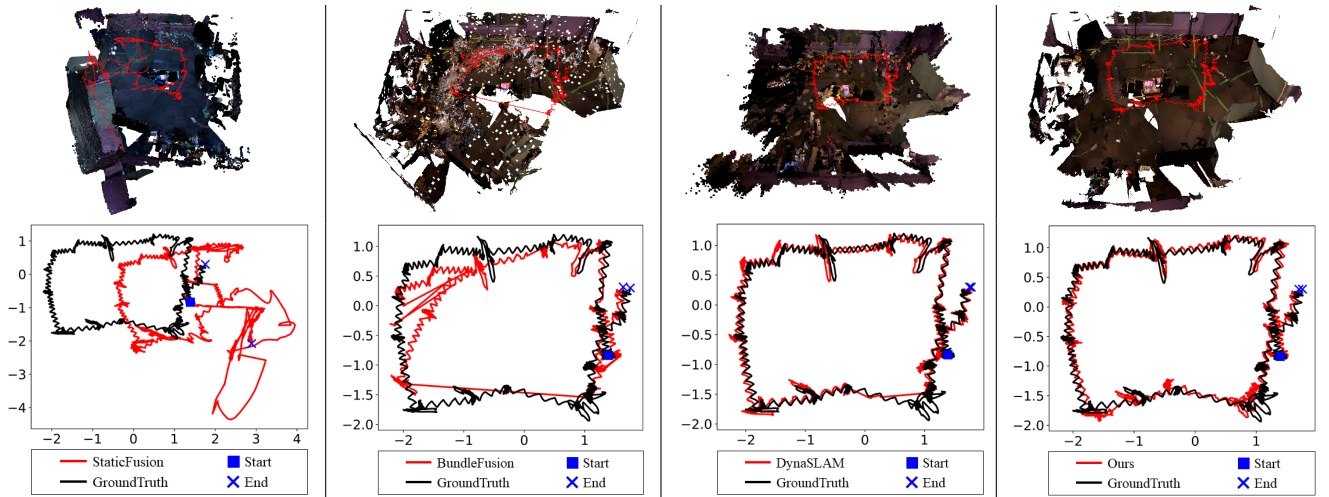 1
0
−1
−2
−3
−4
−2 −1 0 1 2 3 4
StaticFusion Start
GroundTruth End
1.0
0.5
0.0
−0.5
−1.0
−1.5
−2.0
−2 −1 0 1
BundleFusion Start
GroundTruth End
1.0
0.5
0.0
−0.5
−1.0
−1.5
−2.0
−2 −1 0 1
DynaSLAM Start
GroundTruth End
1.0
0.5
0.0
−0.5
−1.0
−1.5
−2.0
−2 −1 0 1
Ours Start
GroundTruth End